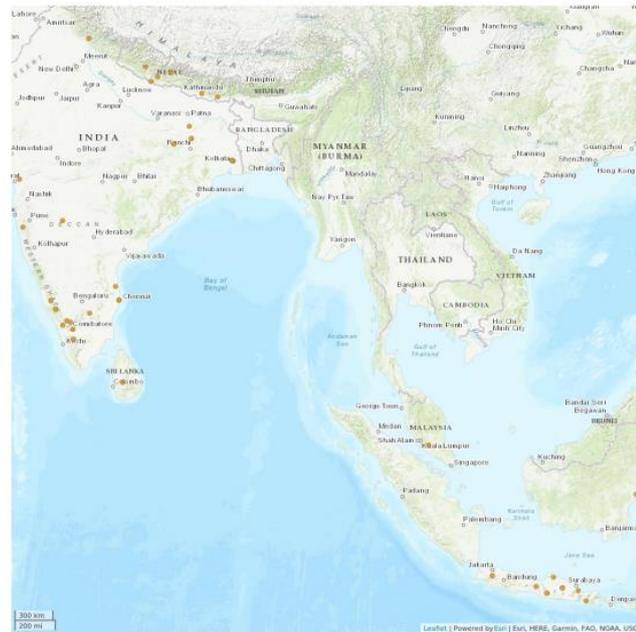 Lahore
Amritsar
Chengdu
Nanchong
Yichang
Wuhan
Chongqing
Changsha
HIMALAYA
Meerut
New Delhi
NEPAL
Kathmandu
Thimphu
BHUTAN
Lijiang
Guiyang
Agra
Lucknow
Jodhpur
Jaipur
Kanpur
Guwahati
Kunming
Liuzhou
Varanasi
Patna
INDIA
BANGLADESH
Guangzhou
Nanning
Shenzhen
Hong Kong
Ahmedabad
Bhopal
Ranchi
Dhaka
MYANMAR
(BURMA)
Indore
Kolkata
Chittagong
Mandalay
Hanoi
Haiphong
Zhanjiang
Nagpur
Bhilai
Nashik
Bhubaneswar
Nay Pyi Taw
LAOS
Gulf of
Tonkin
Pune
DECCAN
Vientiane
Hyderabad
Kolhapur
Yangon
Vijayawada
THAILAND
Da Nang
WESTERN
Bay of
Bengal
VIETNAM
Bengaluru
Chennai
Bangkok
CAMBODIA
Coimbatore
Andaman
Sea
Phnom Penh
Ho Chi
Minh City
Kochi
Gulf of
Thailand
SRI LANKA
Colombo
Bandar Seri
Begawan
BRUNEI
George Town
MALAYSIA
Medan
Shah Alam
Kuala Lumpur
Kuching
Singapore
Padang
Karimata
Strait
Palembang
Java Sea
Jakarta
Bandung
Surabaya
300 km
200 mi
Leaflet | Powered by Esri | Esri, HERE, Garmin, FAO, NOAA, USG